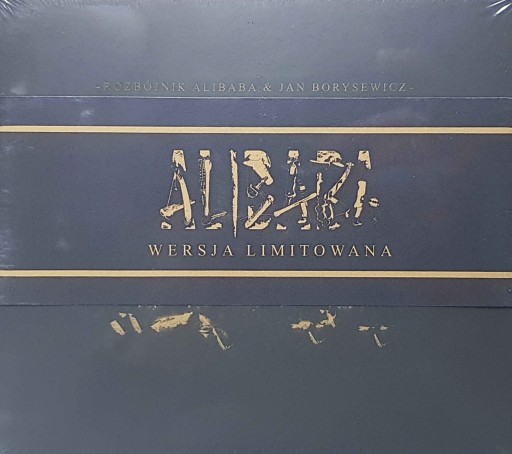 -ROZBÓJNIK ALIBABA & JAN BORYSEWICZ-
ALIBABA
WERSJA LIMITOWANA